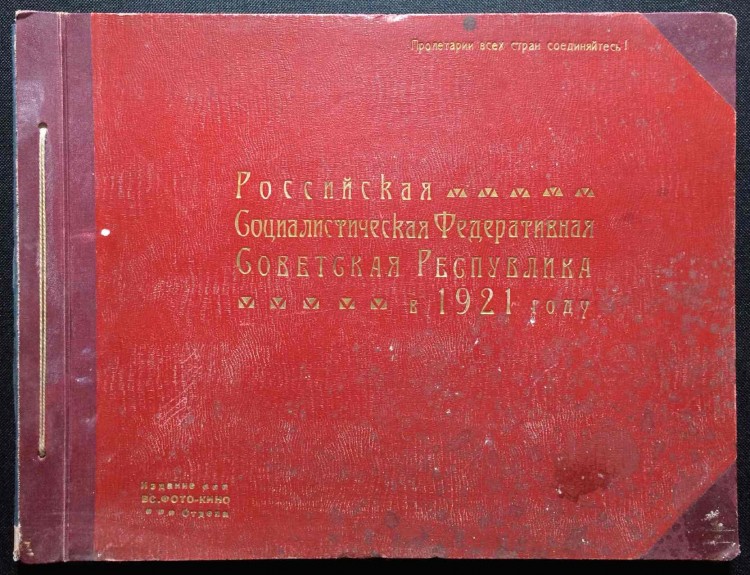 Пролетарии всех стран соединяйтесь!
Российская
Социалистическая Федеративная
Советская Республика
в 1921 году
Издание
ВС. ФОТО-КИНО
Отдела